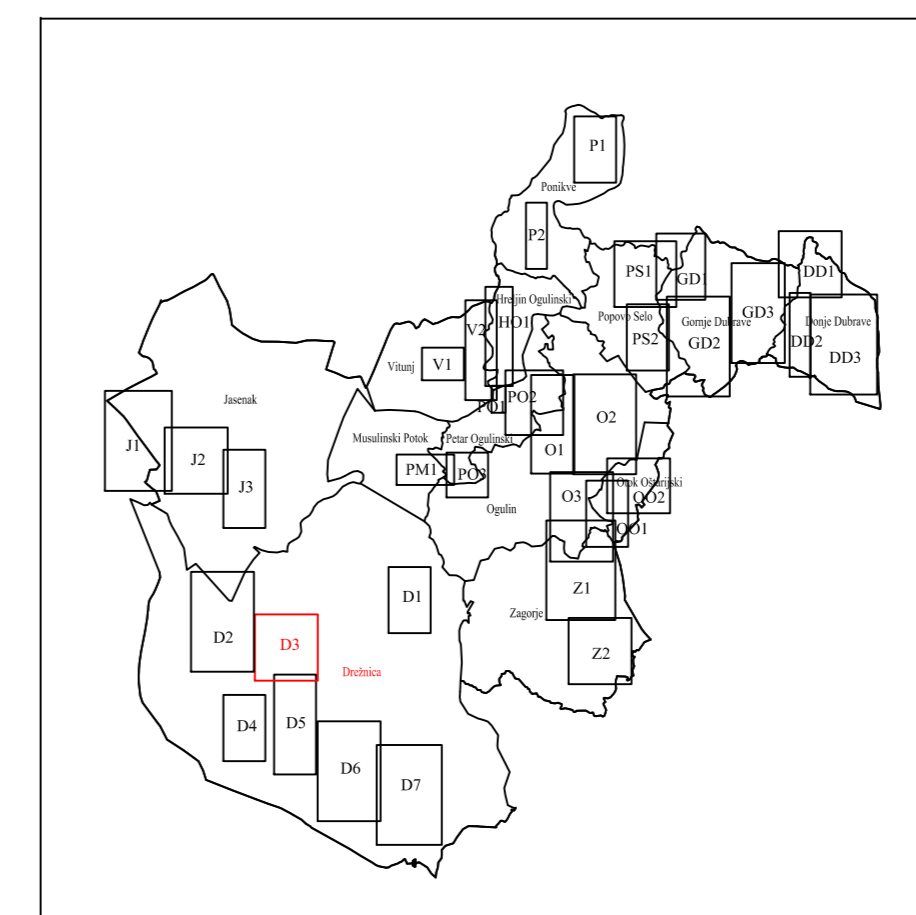 P1
Ponikve
P2
PS1
GD1
DD1
Hreljin Ogulinski
HO1
V2
Popovo Selo
PS2
Gornje Dubrave
GD2
GD3
DD2
Donje Dubrave
DD3
Vitunj
V1
Jasenak
PO1
PO2
O2
Musulinski Potok
Petar Ogulinski
J1
J2
J3
PM1
PO3
O1
O3
Otok Oštarijski
OO2
Ogulin
OO1
D1
Z1
Zagorje
D2
D3
Z2
Drežnica
D4
D5
D6
D7